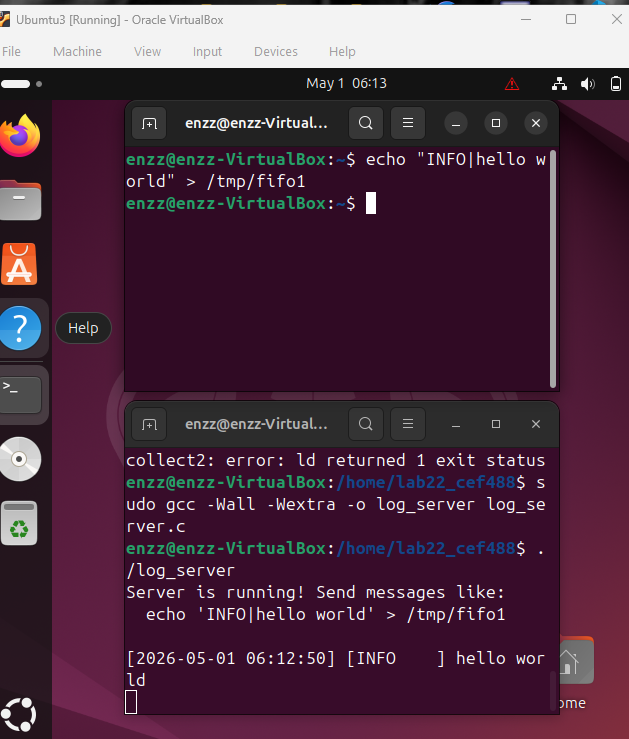 Ubumtu3 [Running] - Oracle VirtualBox
File Machine View Input Devices Help
May 1 06:13
enzz@enzz-Virtual...
enzz@enzz-VirtualBox:~$ echo "INFO|hello w
orld" > /tmp/fifo1
enzz@enzz-VirtualBox:~$
Help
enzz@enzz-Virtual...
collect2: error: ld returned 1 exit status
enzz@enzz-VirtualBox:/home/lab22_cef488$ s
udo gcc -Wall -Wextra -o log_server log_se
rver.c
enzz@enzz-VirtualBox:/home/lab22_cef488$ .
/log_server
Server is running! Send messages like:
  echo 'INFO|hello world' > /tmp/fifo1
[2026-05-01 06:12:50] [INFO    ] hello wor
ld
ome